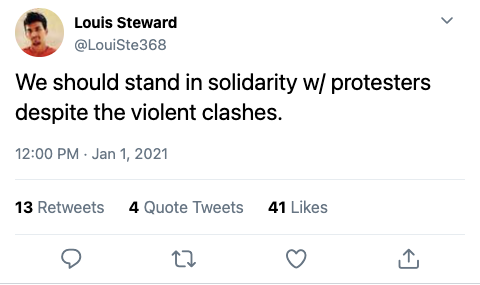 Louis Steward
@LouiSte368
We should stand in solidarity w/ protesters
despite the violent clashes.
12:00 PM · Jan 1, 2021
13 Retweets 4 Quote Tweets 41 Likes